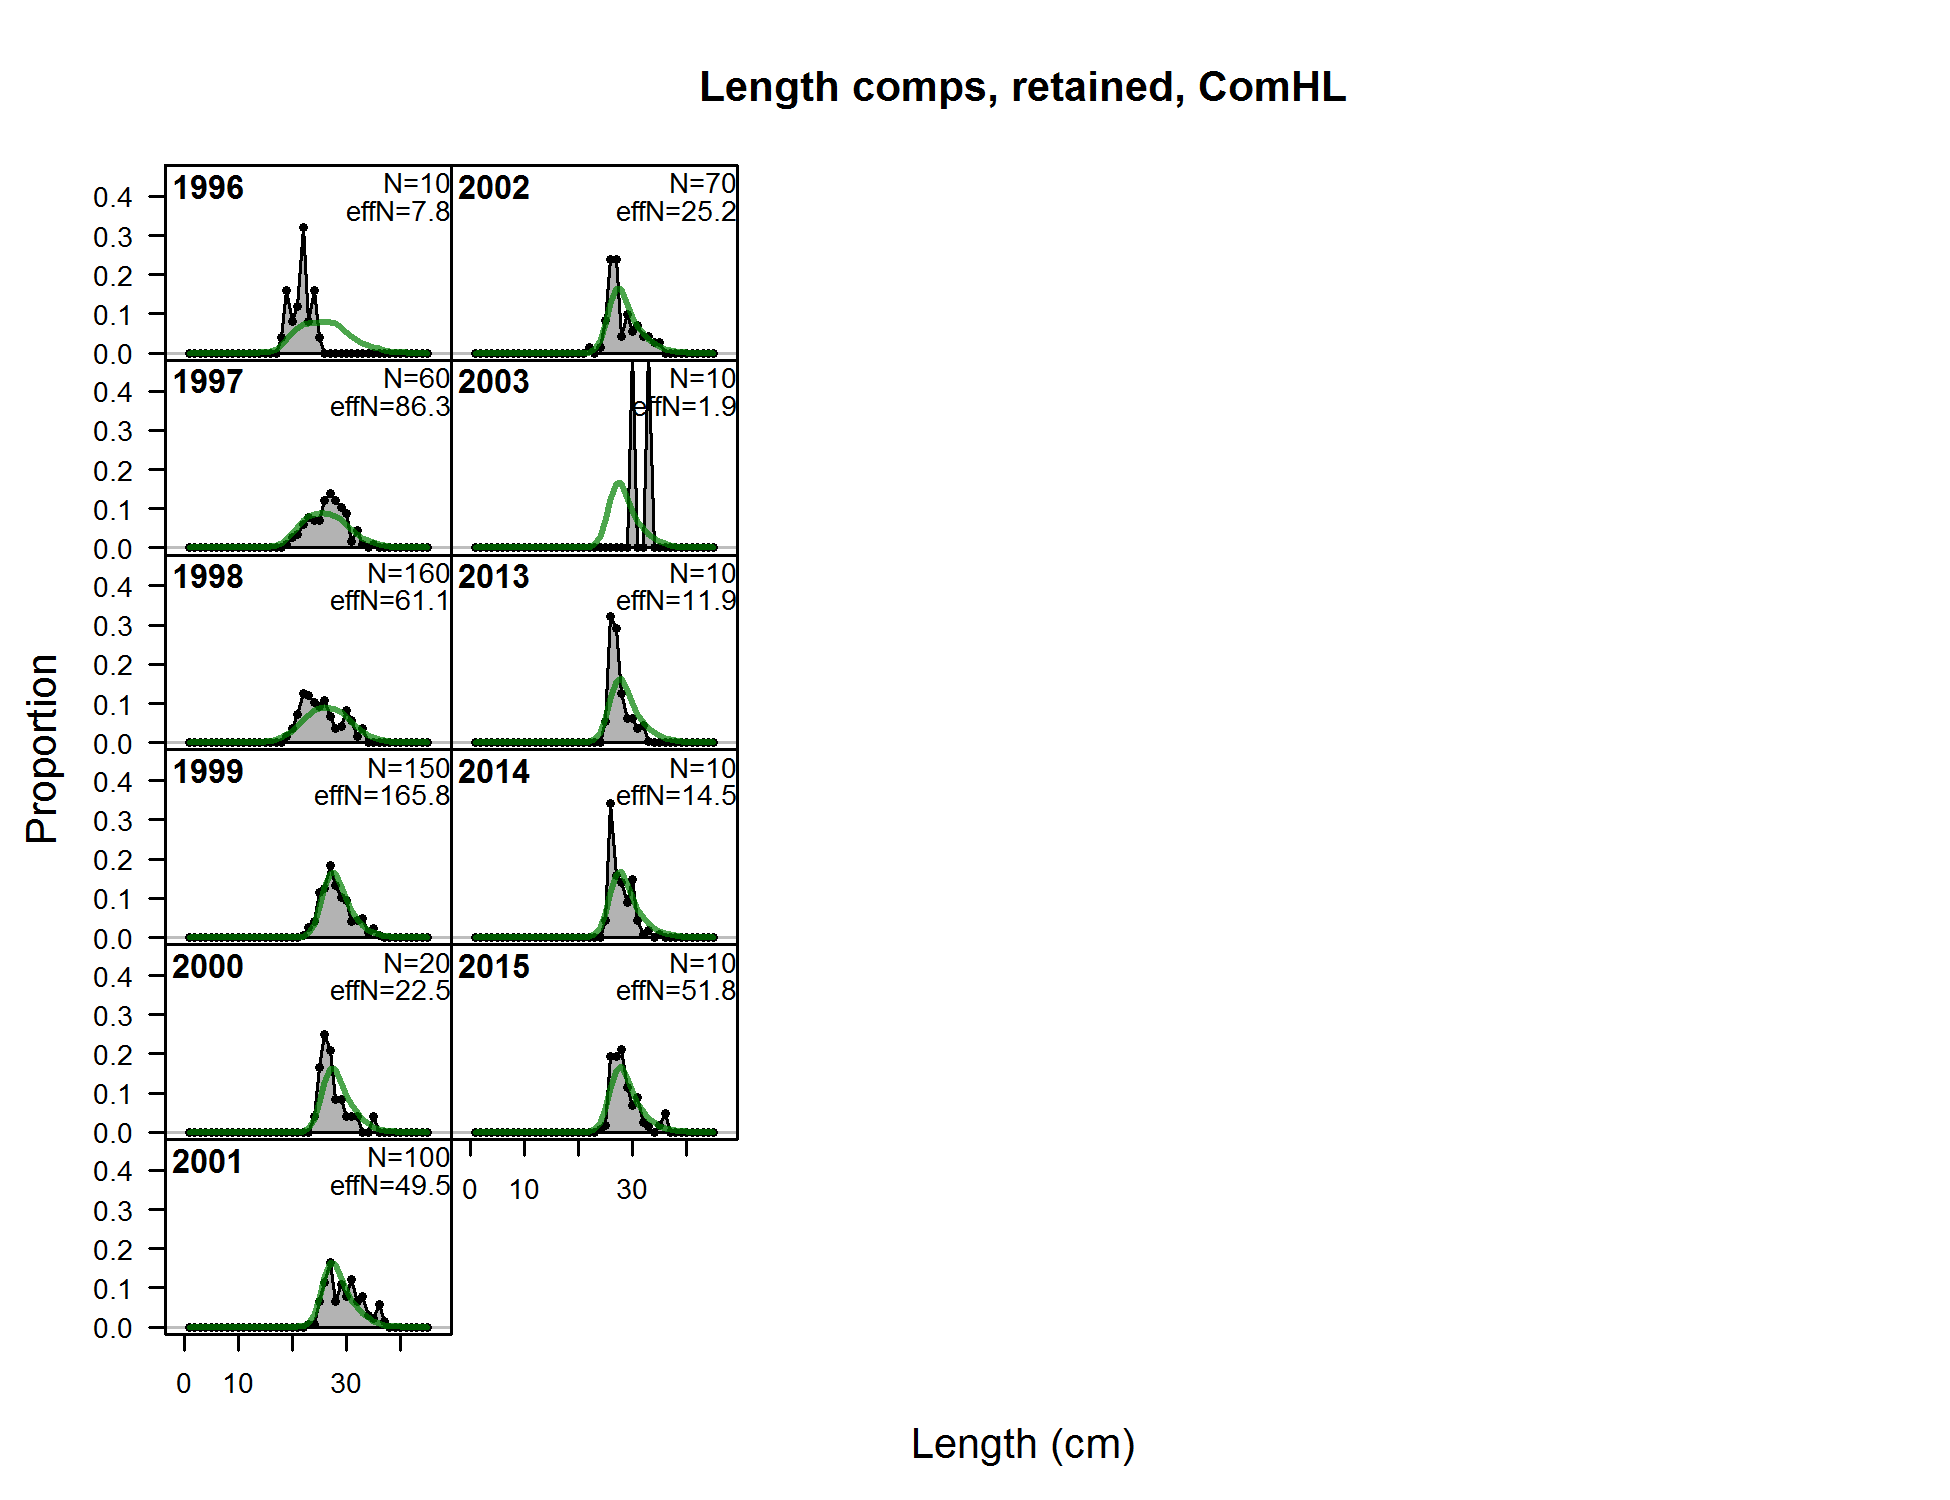 Length comps, retained, ComHL
Proportion
1996
N=10
effN=7.8
0.4
0.3
0.2
0.1
0.0
1997
N=60
effN=86.3
0.4
0.3
0.2
0.1
0.0
1998
N=160
effN=61.1
0.4
0.3
0.2
0.1
0.0
1999
N=150
effN=165.8
0.4
0.3
0.2
0.1
0.0
2000
N=20
effN=22.5
0.4
0.3
0.2
0.1
0.0
2001
N=100
effN=49.5
0.4
0.3
0.2
0.1
0.0
0 10 30
2002
N=70
effN=25.2
2003
N=10
effN=1.9
2013
N=10
effN=11.9
2014
N=10
effN=14.5
2015
N=10
effN=51.8
0 10 30
Length (cm)